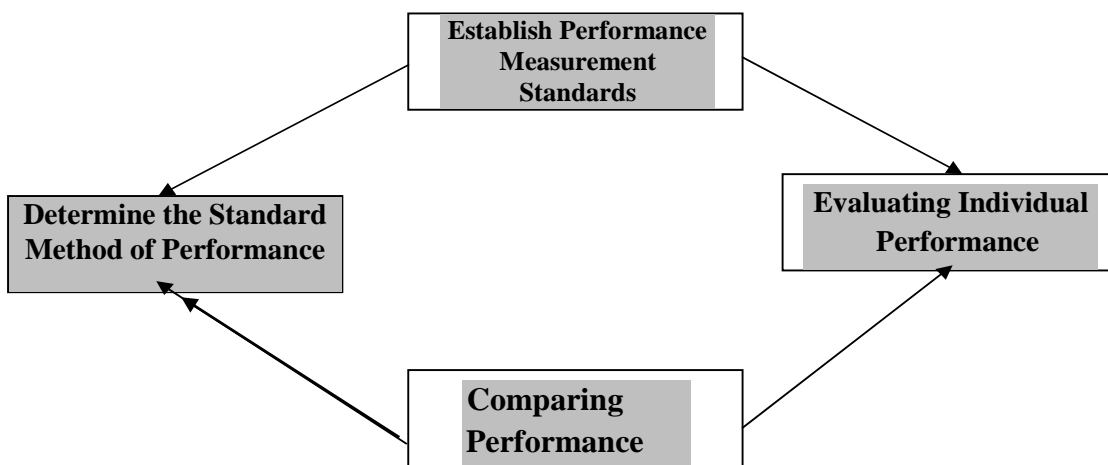 Establish Performance
Measurement
Standards
Determine the Standard
Method of Performance
Evaluating Individual
Performance
Comparing
Performance